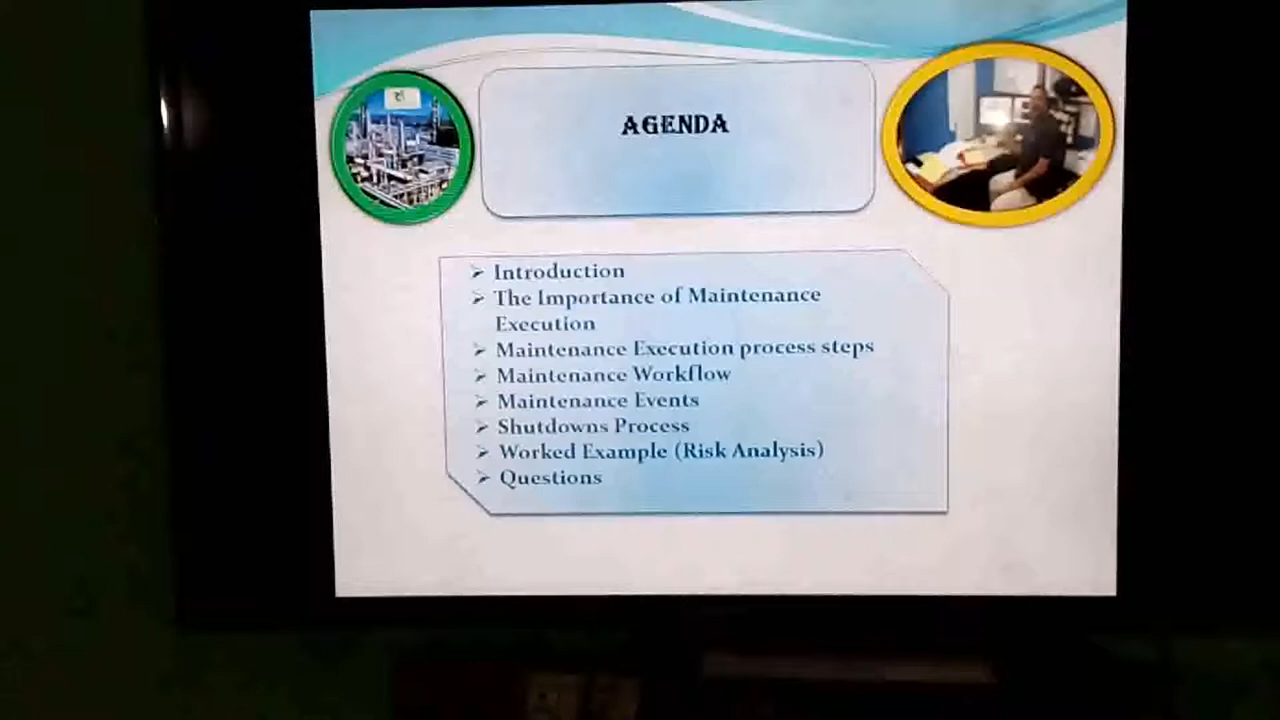 AGENDA
➢ Introduction
➢ The Importance of Maintenance
Execution
➢ Maintenance Execution process steps
➢ Maintenance Workflow
➢ Maintenance Events
➢ Shutdowns Process
➢ Worked Example (Risk Analysis)
➢ Questions